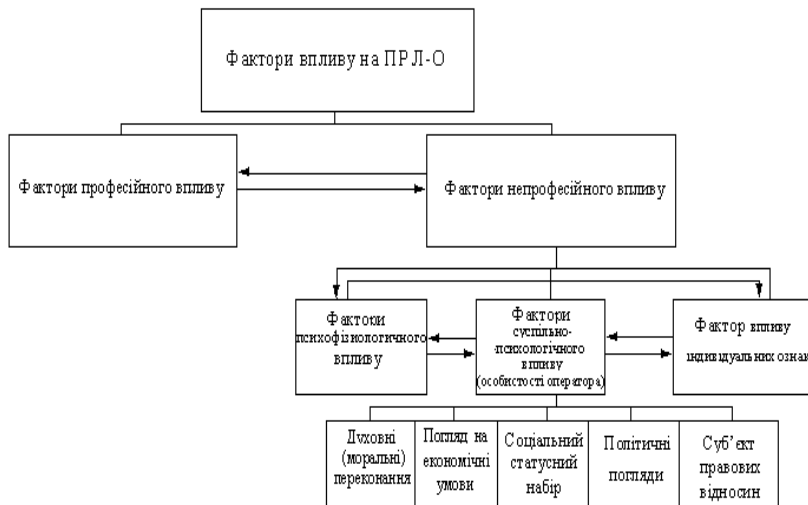 Фактори впливу на ПРЛ-О
Фактори професійного впливу
Фактори непрофесійного впливу
Фактори
психофізиологичного
впливу
Фактори
суспільно-
-психологічного
впливу
(особистості оператора)
Фактор впливу
індивідуальних ознак
Духовні
(моральні)
переконання
Погляд на
економічні
умови
Соціальний
статусний
набір
Політичні
погляди
Суб'єкт
правових
відносин